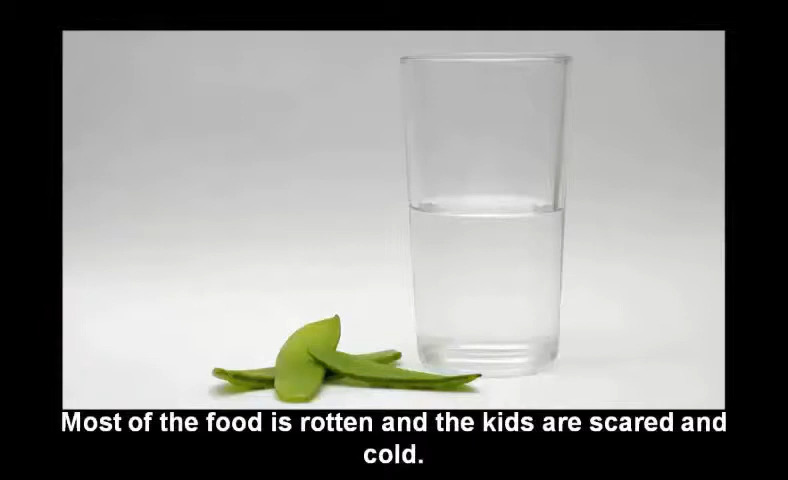 Most of the food is rotten and the kids are scared and
cold.